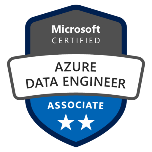 Microsoft
CERTIFIED
AZURE
DATA ENGINEER
ASSOCIATE